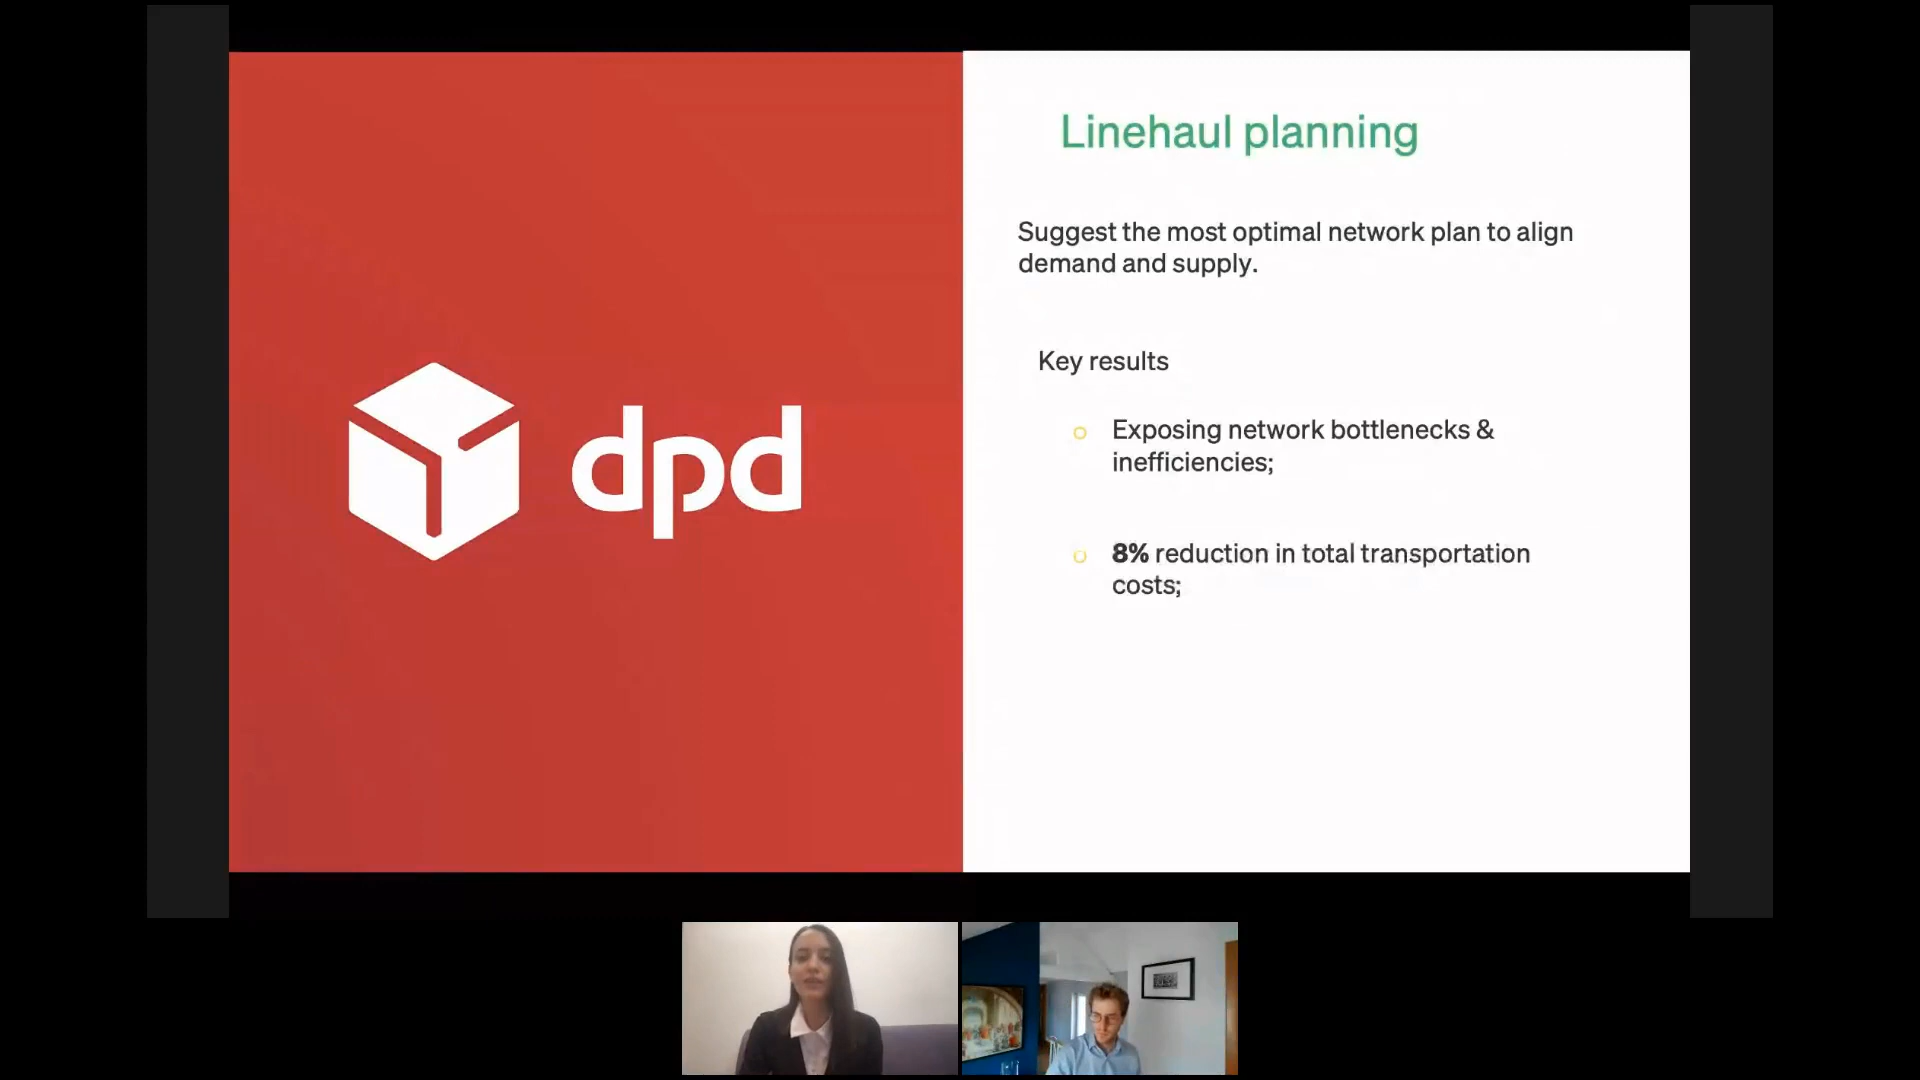 dpd
Linehaul planning
Suggest the most optimal network plan to align
demand and supply.
Key results
Exposing network bottlenecks &
inefficiencies;
8% reduction in total transportation
costs;